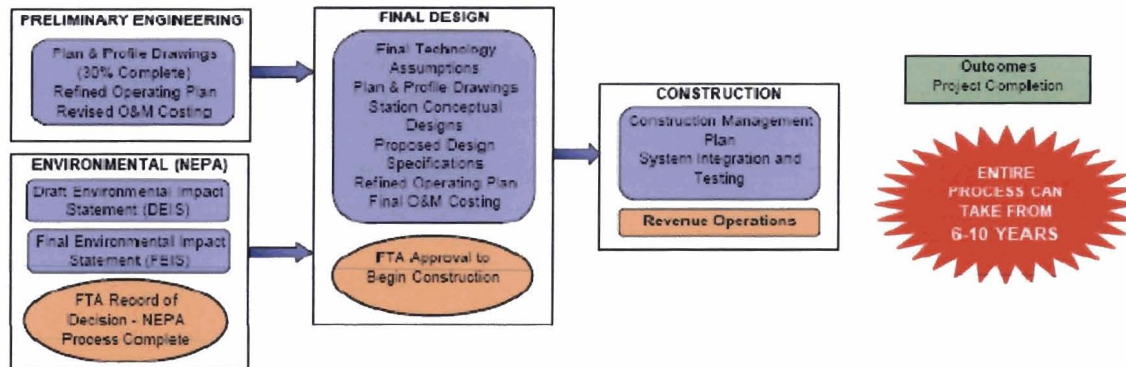 PRELIMINARY ENGINEERING
Plan & Profile Drawings
(30% Complete)
Refined Operating Plan
Revised O&M Costing
ENVIRONMENTAL (NEPA)
Draft Environmental Impact
Statement (DEIS)
Final Environmental Impact
Statement (FEIS)
FTA Record of
Decision - NEPA
Process Complete
FINAL DESIGN
Final Technology
Assumptions
Plan & Profile Drawings
Station Conceptual
Designs
Proposed Design
Specifications
Refined Operating Plan
Final O&M Costing
FTA Approval to
Begin Construction
CONSTRUCTION
Construction Management
Plan
System Integration and
Testing
Revenue Operations
Outcomes
Project Completion
ENTIRE
PROCESS CAN
TAKE FROM
6-10 YEARS